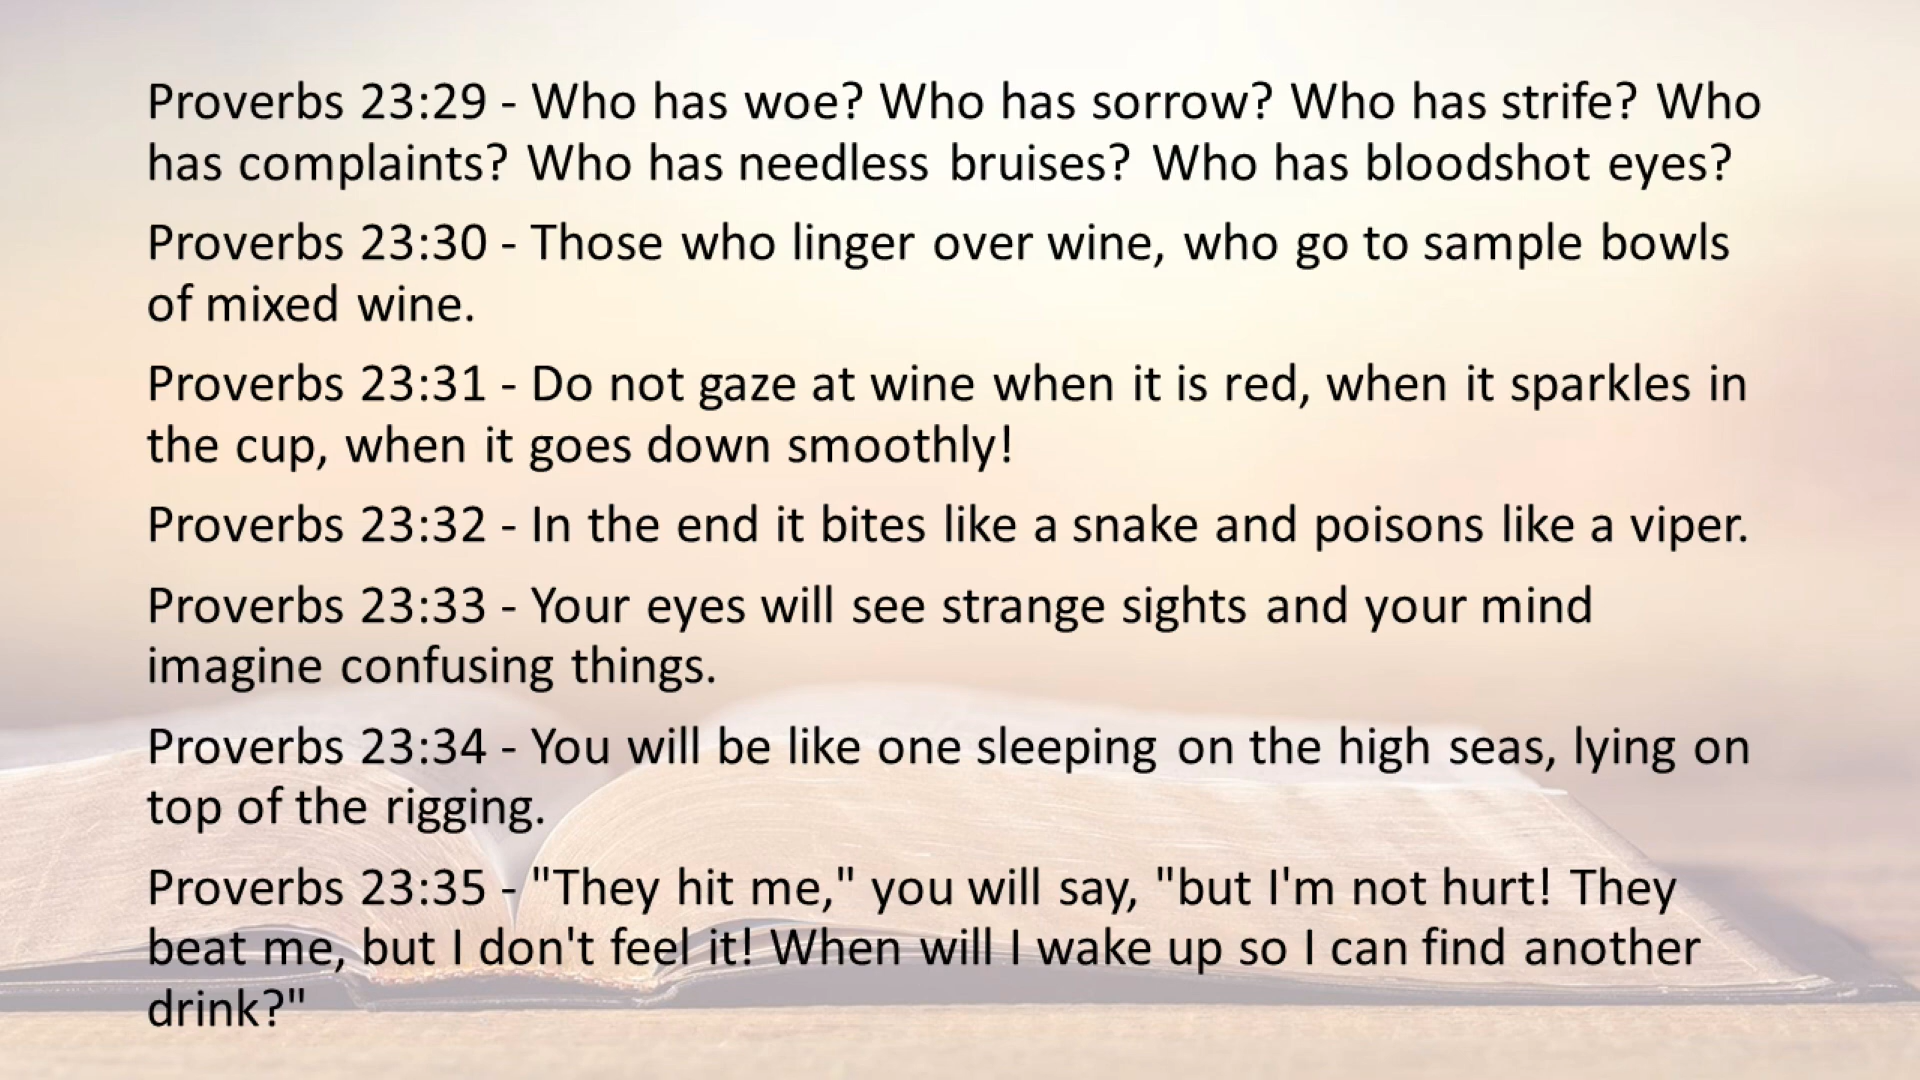 Proverbs 23:29 - Who has woe? Who has sorrow? Who has strife? Who
has complaints? Who has needless bruises? Who has bloodshot eyes?
Proverbs 23:30 - Those who linger over wine, who go to sample bowls
of mixed wine.
Proverbs 23:31 - Do not gaze at wine when it is red, when it sparkles in
the cup, when it goes down smoothly!
Proverbs 23:32 - In the end it bites like a snake and poisons like a viper.
Proverbs 23:33 - Your eyes will see strange sights and your mind
imagine confusing things.
Proverbs 23:34 - You will be like one sleeping on the high seas, lying on
top of the rigging.
Proverbs 23:35 - "They hit me," you will say, "but I'm not hurt! They
beat me, but I don't feel it! When will I wake up so I can find another
drink?"